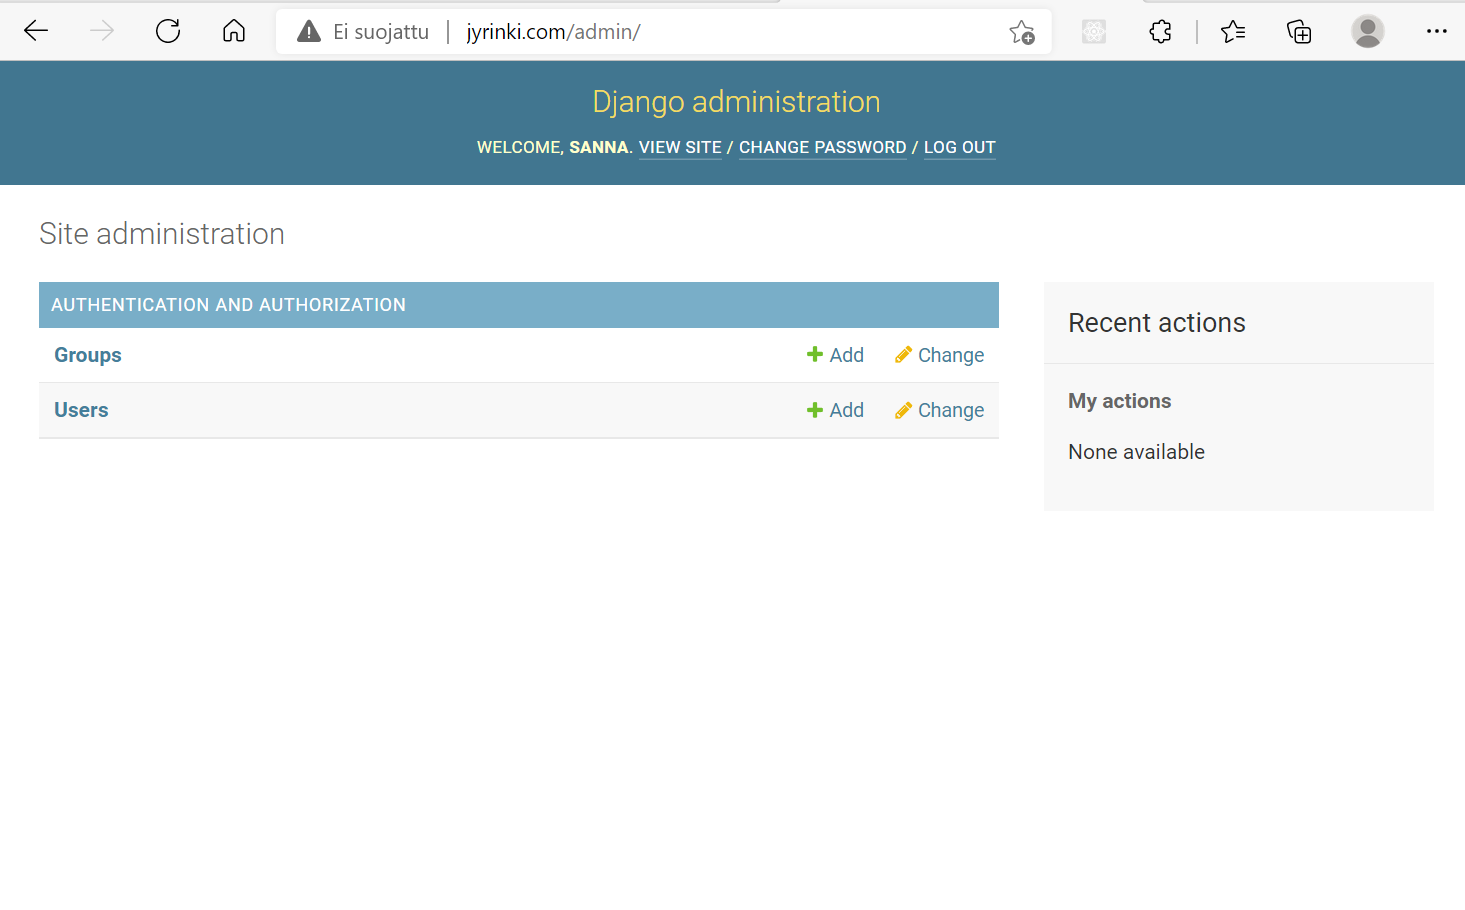 Ei suojattu jyrinki.com/admin/
Django administration
WELCOME, SANNA. VIEW SITE / CHANGE PASSWORD / LOG OUT
Site administration
AUTHENTICATION AND AUTHORIZATION
Groups Add Change
Users Add Change
Recent actions
My actions
None available